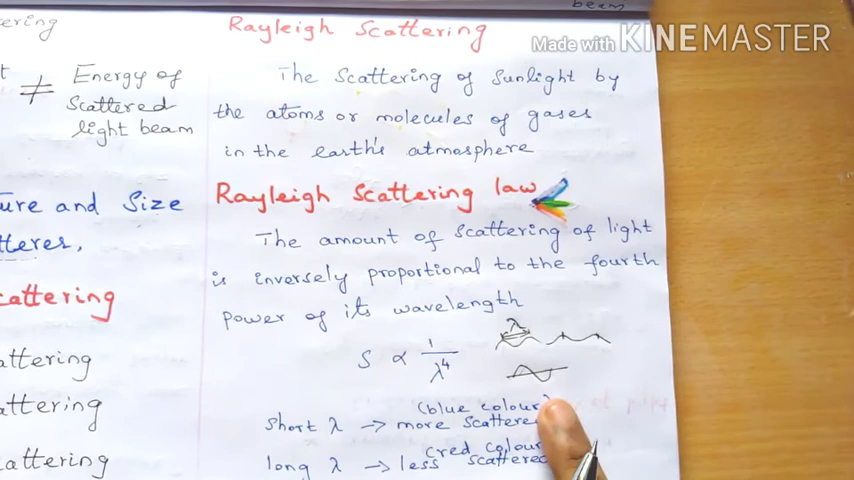 beam
Made with KINEMASTER
ering
≠ Energy of
Scattered
light beam
ure and Size
tteres,
cattering
attering
attering
attering
Rayleigh Scattering
The Scattering of Sunlight by
the atoms or molecules of gases
in the earth's atmosphere
Rayleigh Scattering law
The amount of scattering of light
is inversely proportional to the fourth
power of its wavelength
S ∝ 1/λ⁴
λ
(blue colour)
short λ → more scattered
(red colour
long λ → less scattered